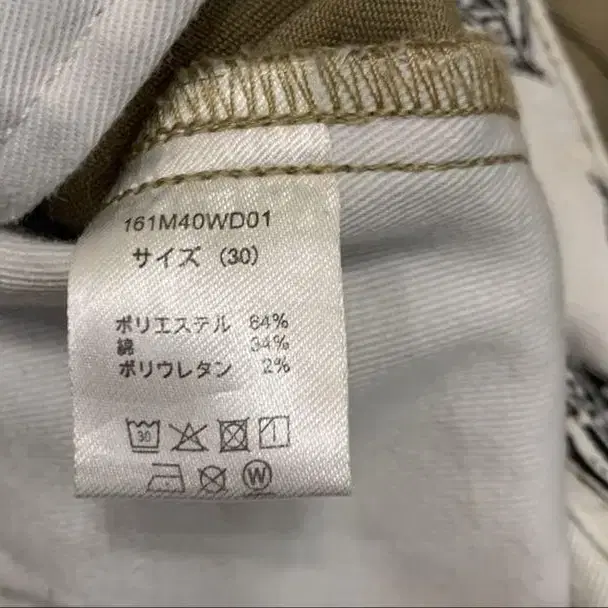 161M40WD01
サイズ（30）
ポリエステル 64%
綿 34%
ポリウレタン 2%
30
W